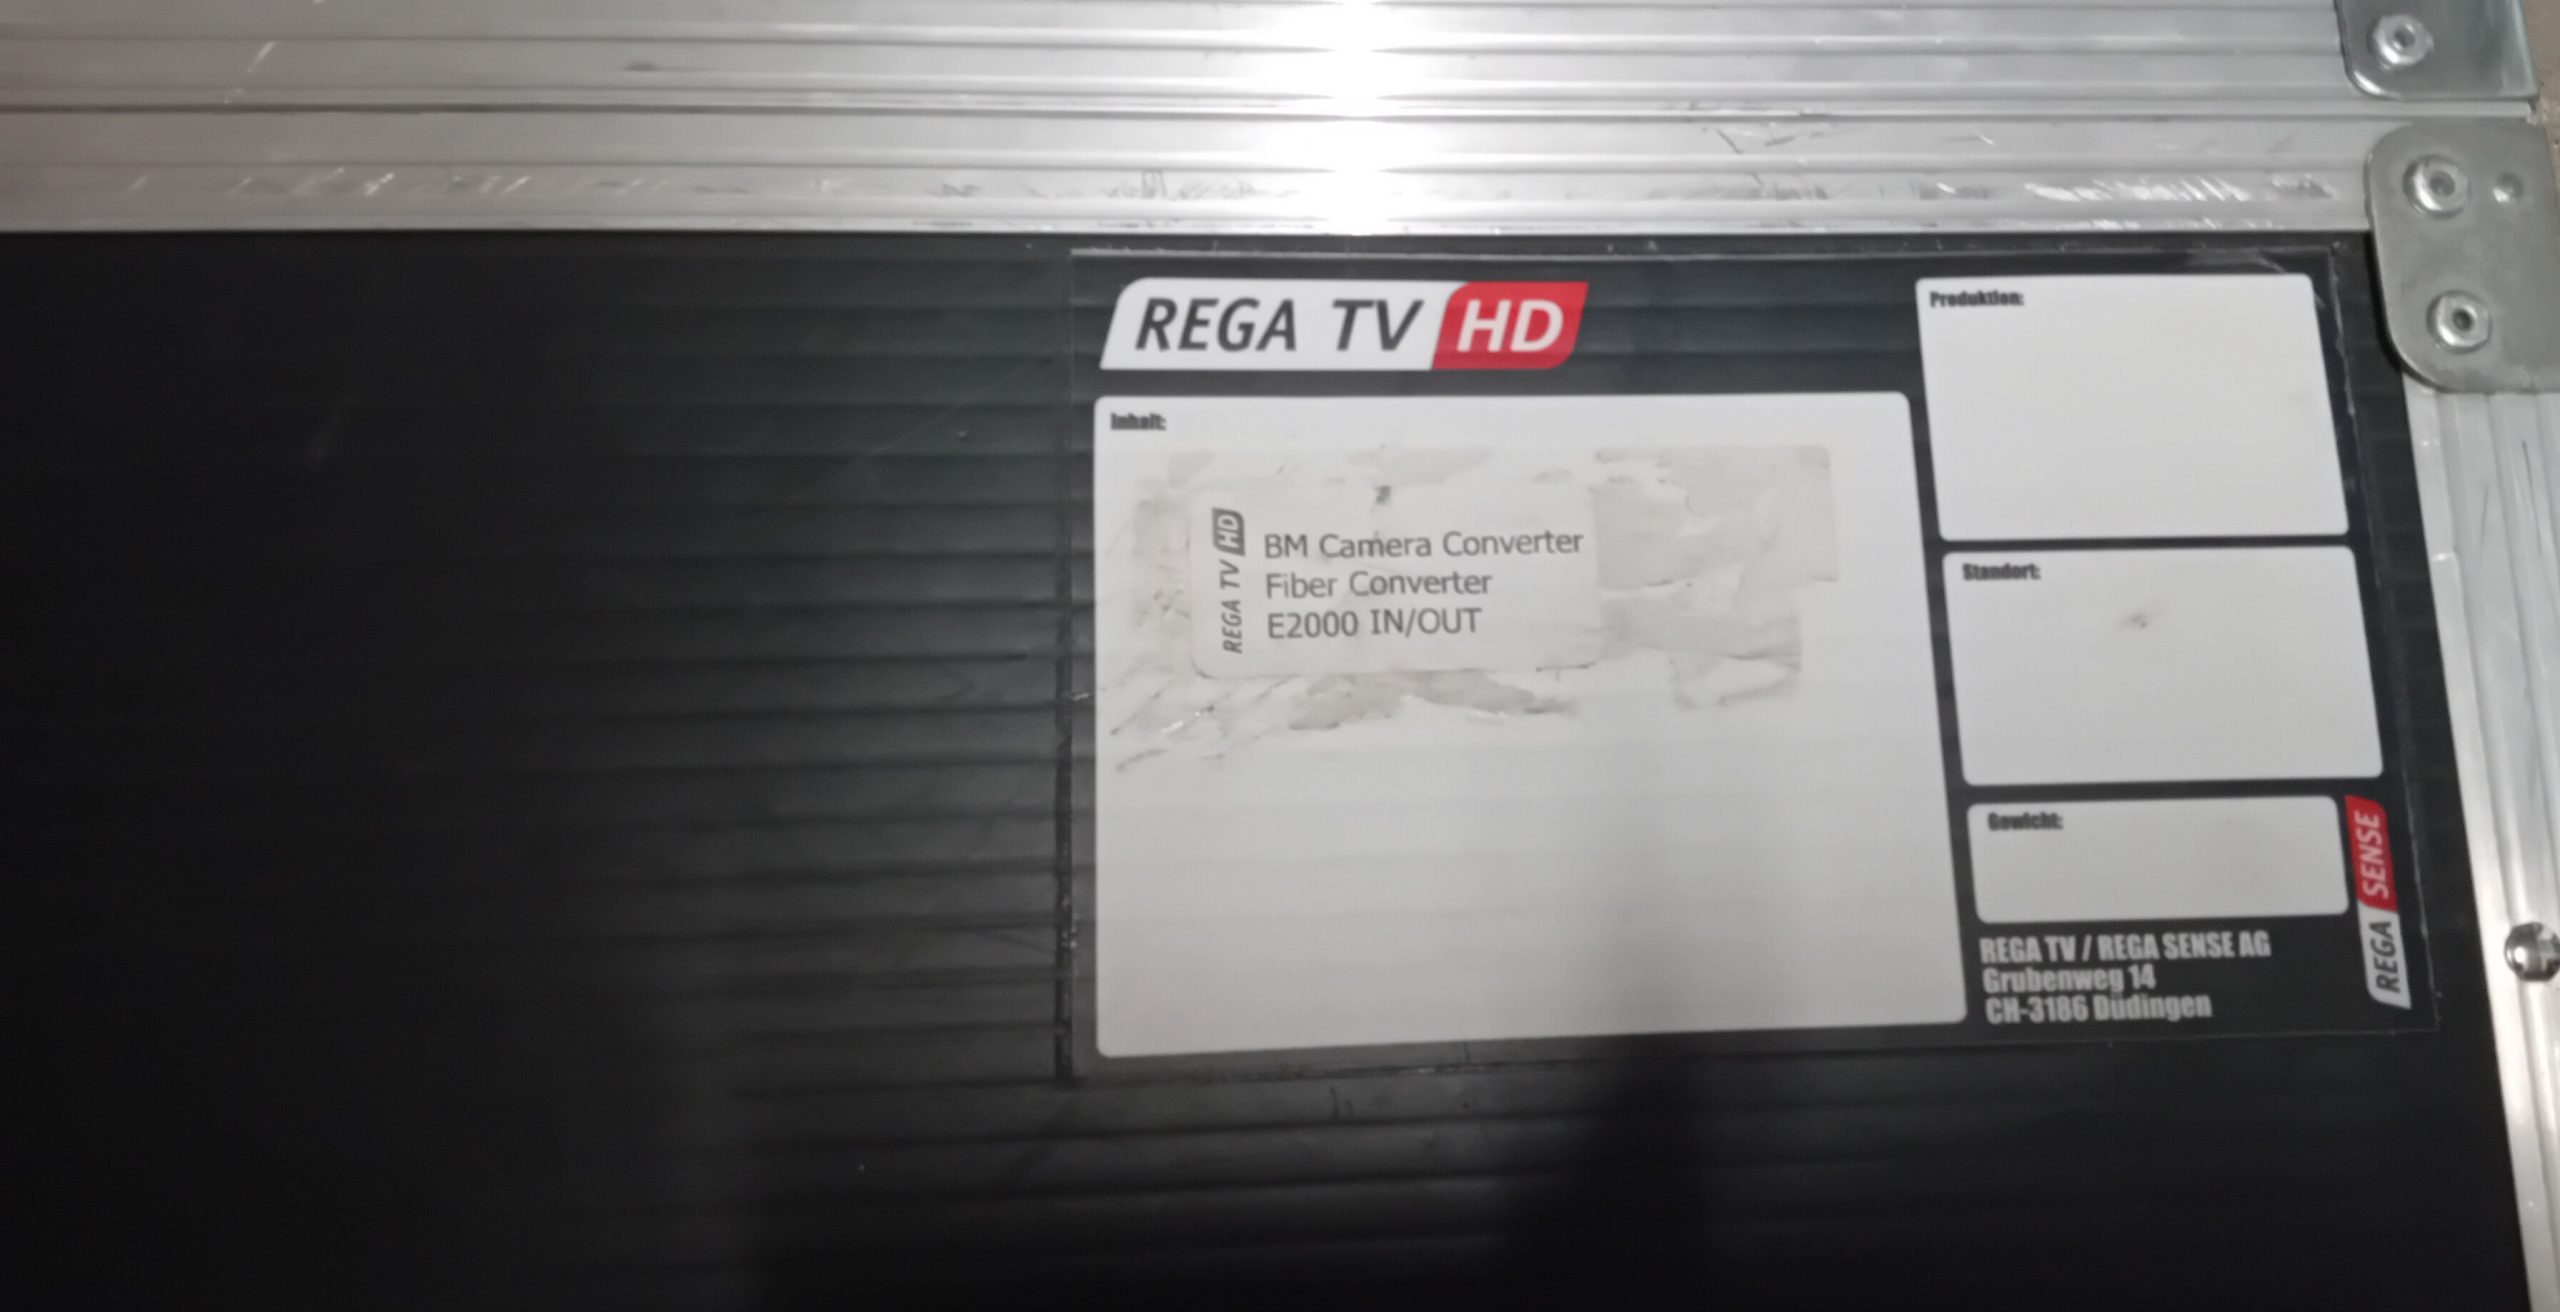 REGA TV HD
Inhalt:
REGA TV HD
BM Camera Converter
Fiber Converter
E2000 IN/OUT
Produktion:
Standort:
Gewicht:
REGA SENSE
REGA TV / REGA SENSE AG
Grubenweg 14
CH-3186 Düdingen